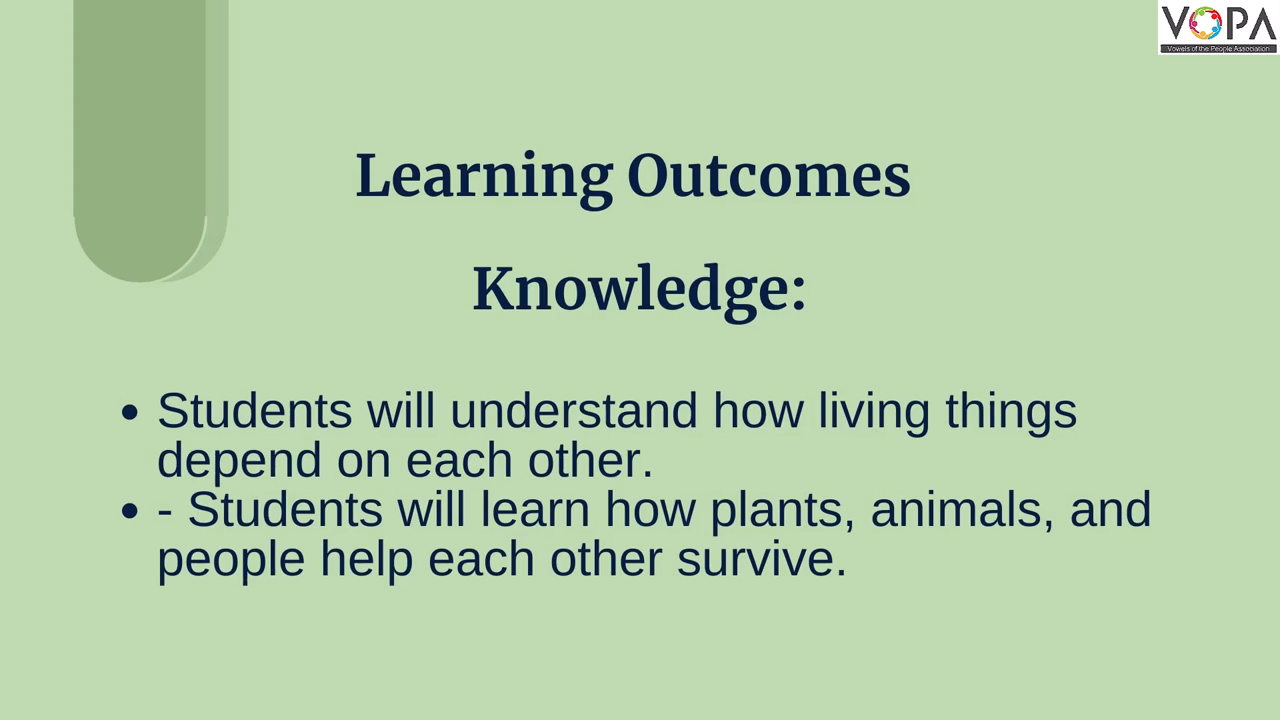 VOPA
Vowels of the People Association
Learning Outcomes
Knowledge:
• Students will understand how living things
depend on each other.
• - Students will learn how plants, animals, and
people help each other survive.